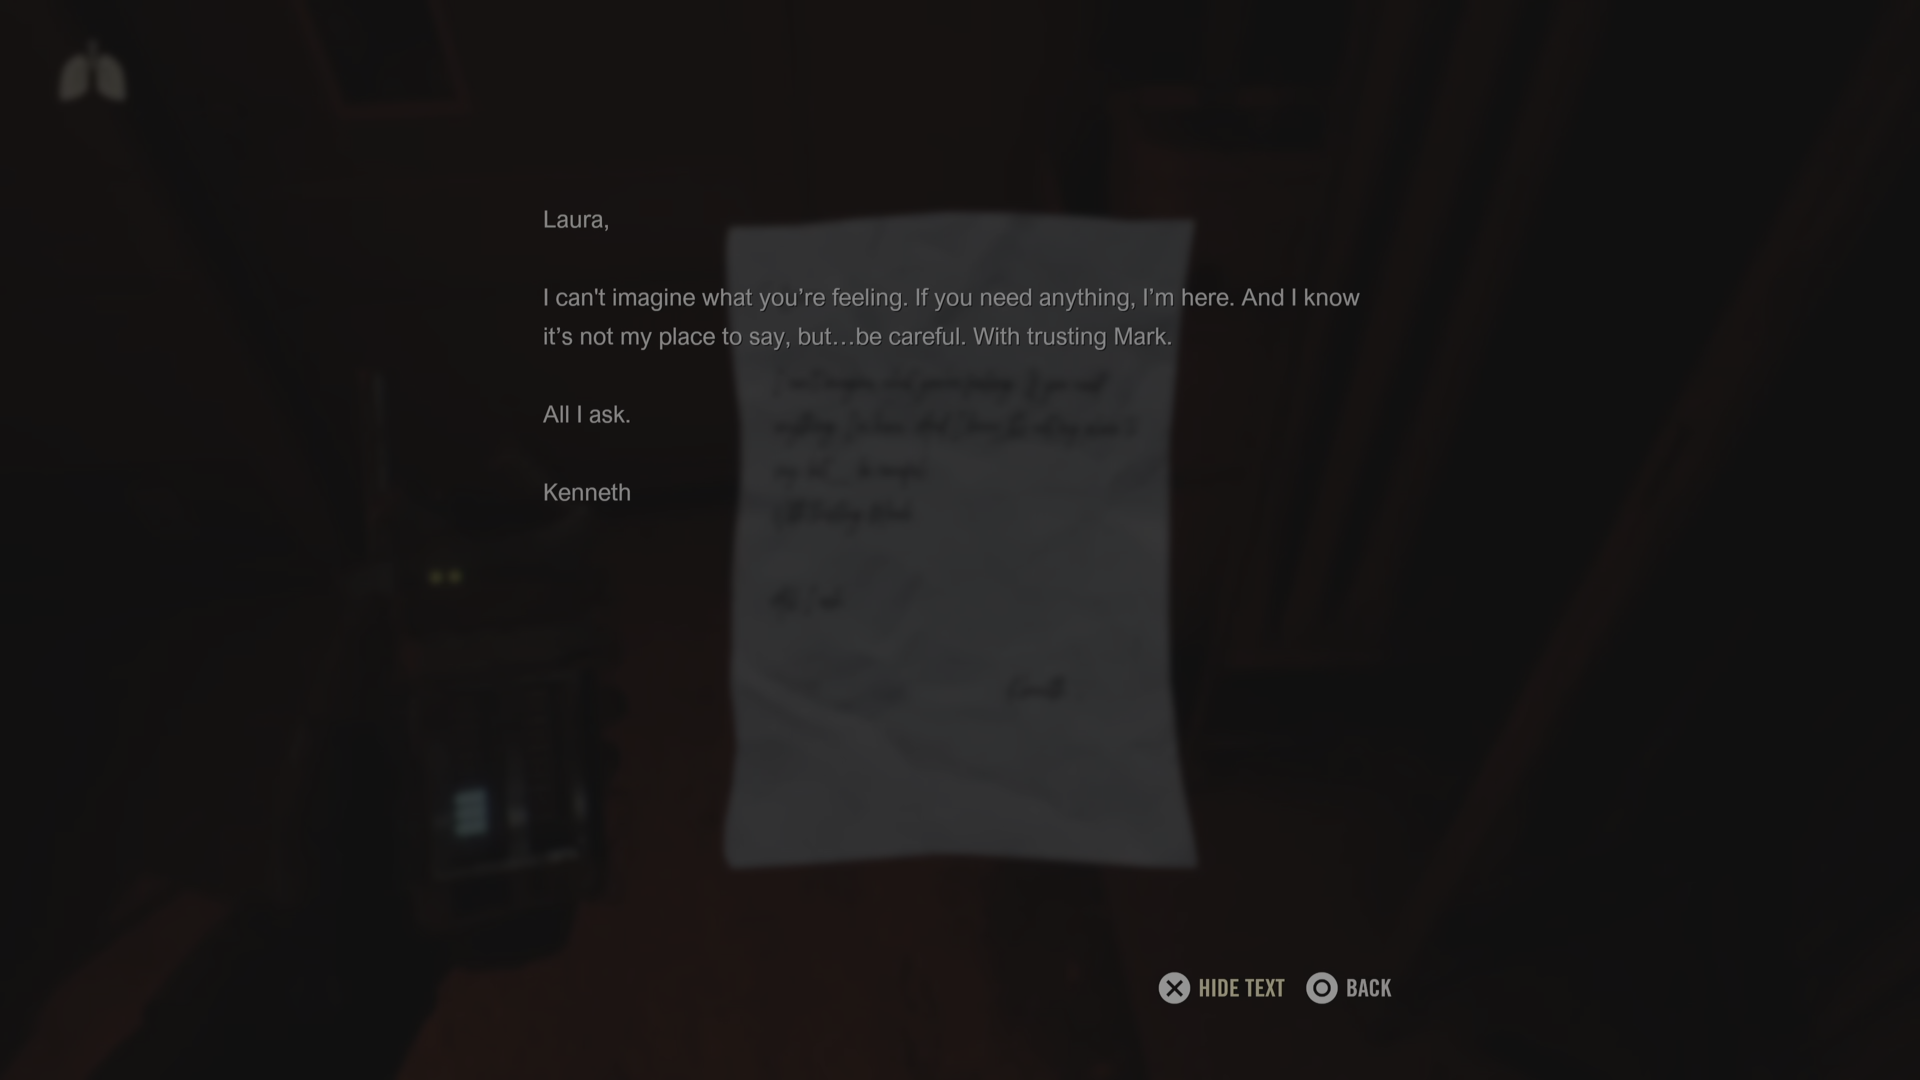 Laura,
I can't imagine what you’re feeling. If you need anything, I’m here. And I know
it’s not my place to say, but…be careful. With trusting Mark.
All I ask.
Kenneth
HIDE TEXT
BACK